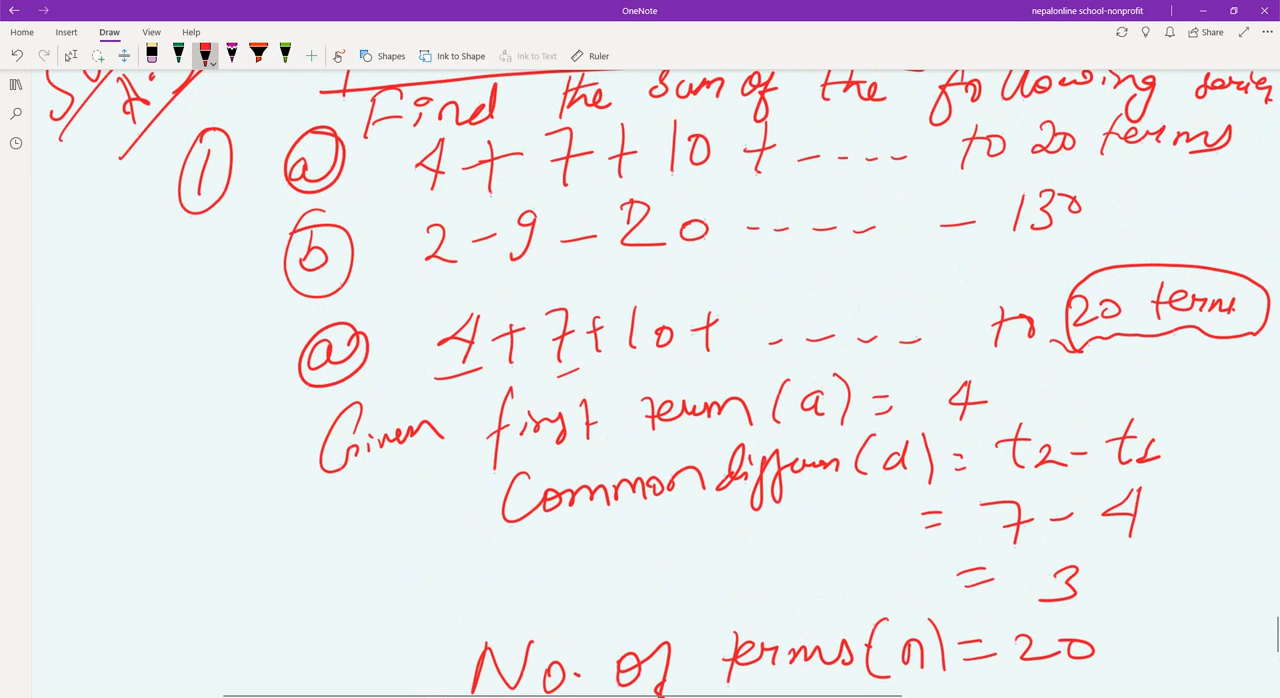 OneNote
nepalonline school-nonprofit
Home Insert Draw View Help
Shapes Ink to Shape Ink to Text Ruler Share
Find the sum of the following series
① ⓐ 4 + 7 + 10 + ---- to 20 terms
ⓑ 2 - 9 - 20 ---- - 130
ⓐ 4 + 7 + 10 + ---- to 20 terms
Given first term (a) = 4
Common (d) = t2 - t1
= 7 - 4
= 3
No. of terms (n) = 20